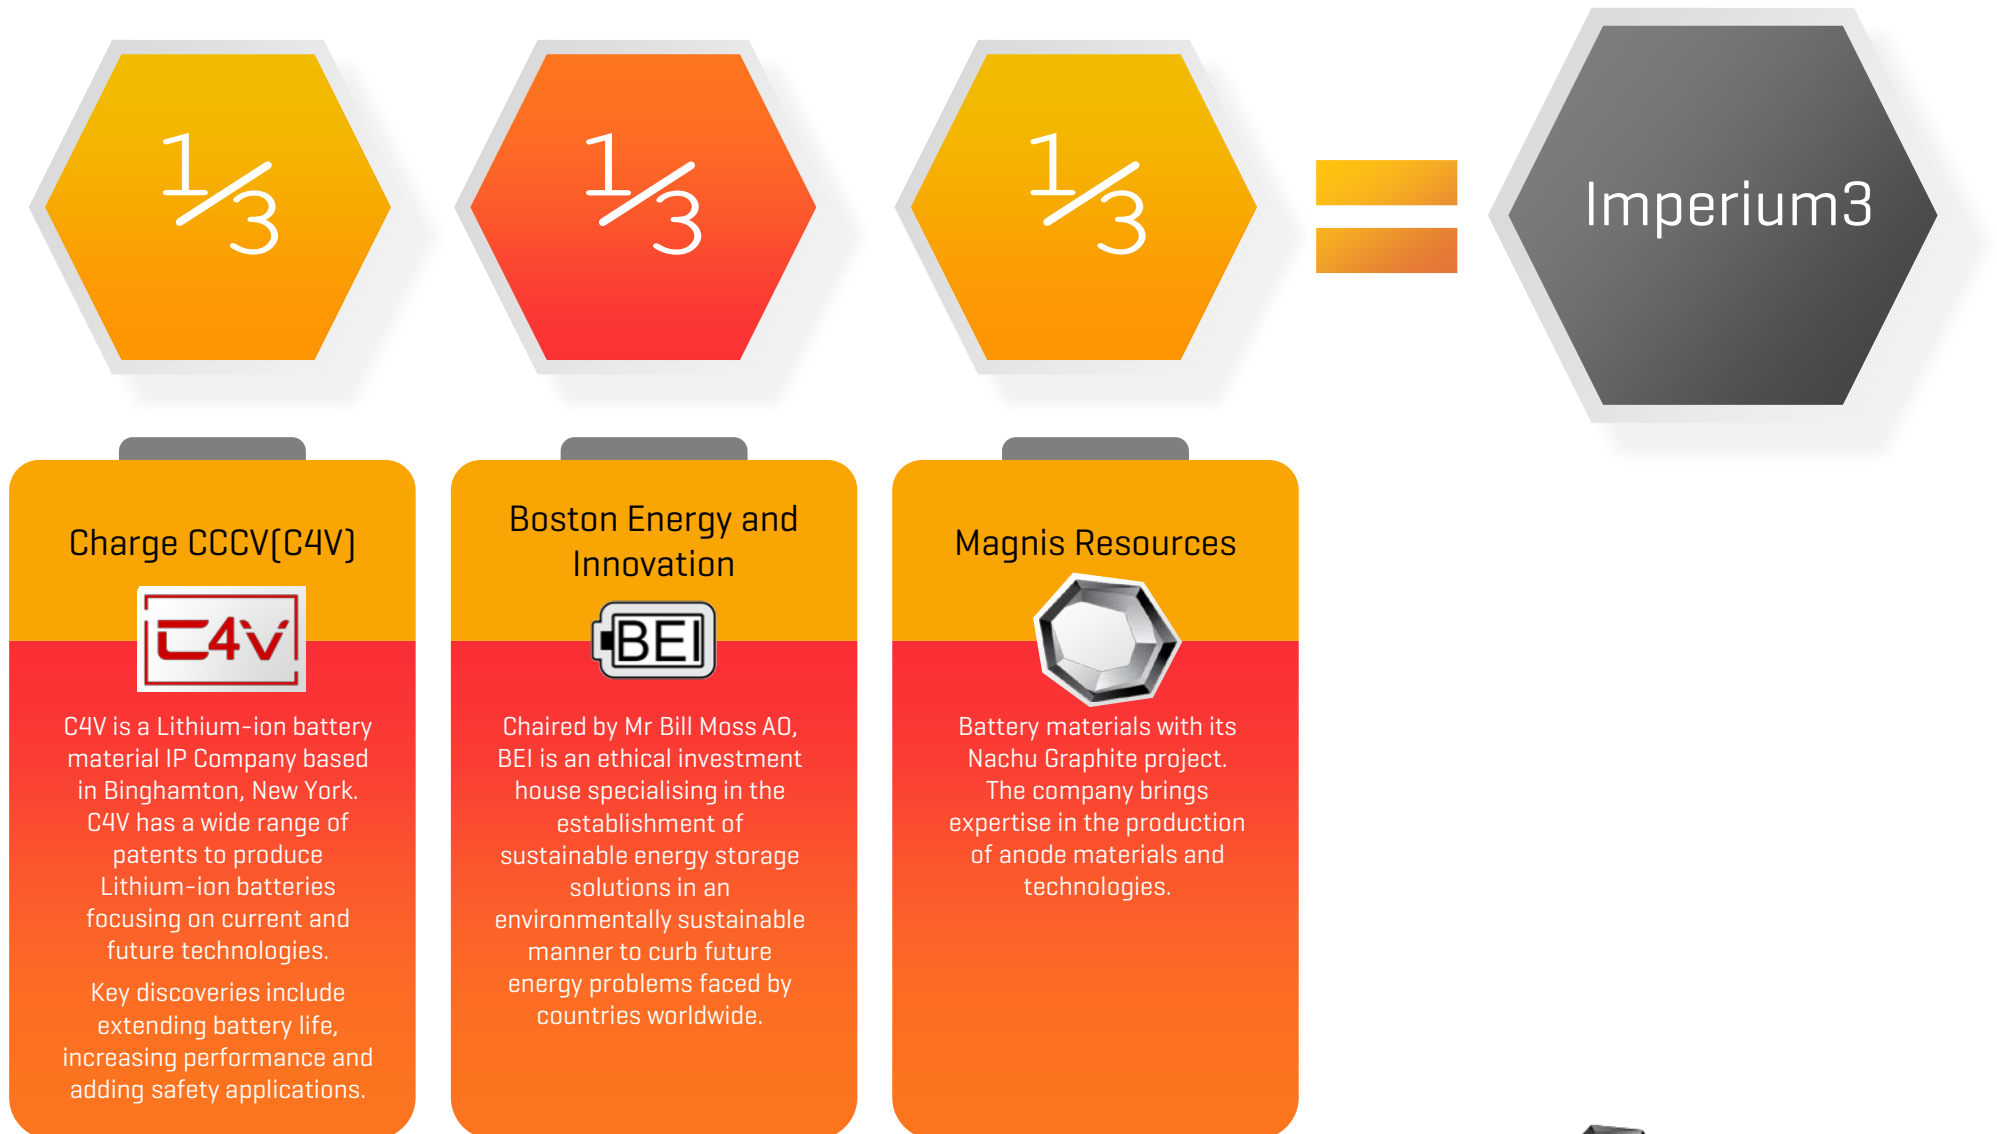 ⅓
⅓
⅓
Imperium3
Charge CCCV(C4V)
C4V
C4V is a Lithium-ion battery
material IP Company based
in Binghamton, New York.
C4V has a wide range of
patents to produce
Lithium-ion batteries
focusing on current and
future technologies.
Key discoveries include
extending battery life,
increasing performance and
adding safety applications.
Boston Energy and
Innovation
BEI
Chaired by Mr Bill Moss AO,
BEI is an ethical investment
house specialising in the
establishment of
sustainable energy storage
solutions in an
environmentally sustainable
manner to curb future
energy problems faced by
countries worldwide.
Magnis Resources
Battery materials with its
Nachu Graphite project.
The company brings
expertise in the production
of anode materials and
technologies.